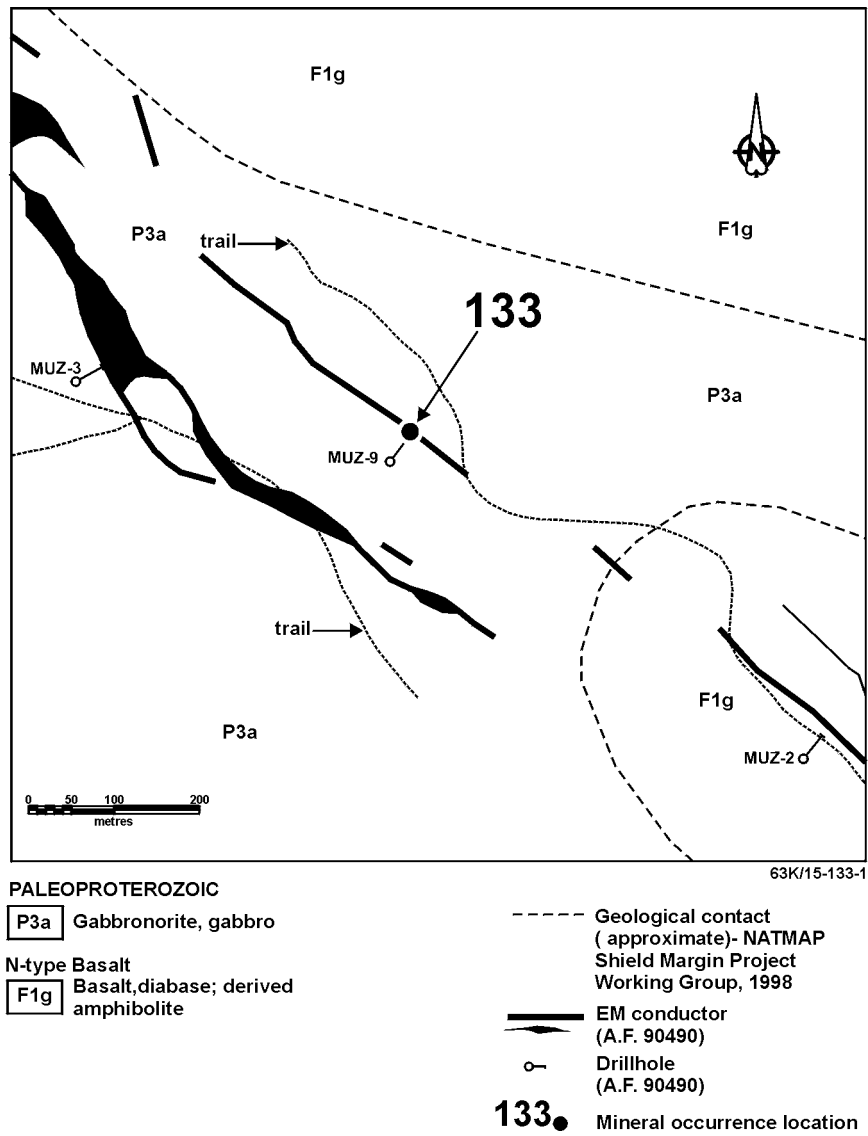 F1g
N
F1g
P3a
trail
133
MUZ-3
P3a
MUZ-9
trail
F1g
P3a
MUZ-2
0 50 100 200
metres
63K/15-133-1
PALEOPROTEROZOIC
P3a Gabbronorite, gabbro
N-type Basalt
F1g Basalt,diabase; derived
amphibolite
Geological contact
( approximate)- NATMAP
Shield Margin Project
Working Group, 1998
EM conductor
(A.F. 90490)
Drillhole
(A.F. 90490)
133 Mineral occurrence location